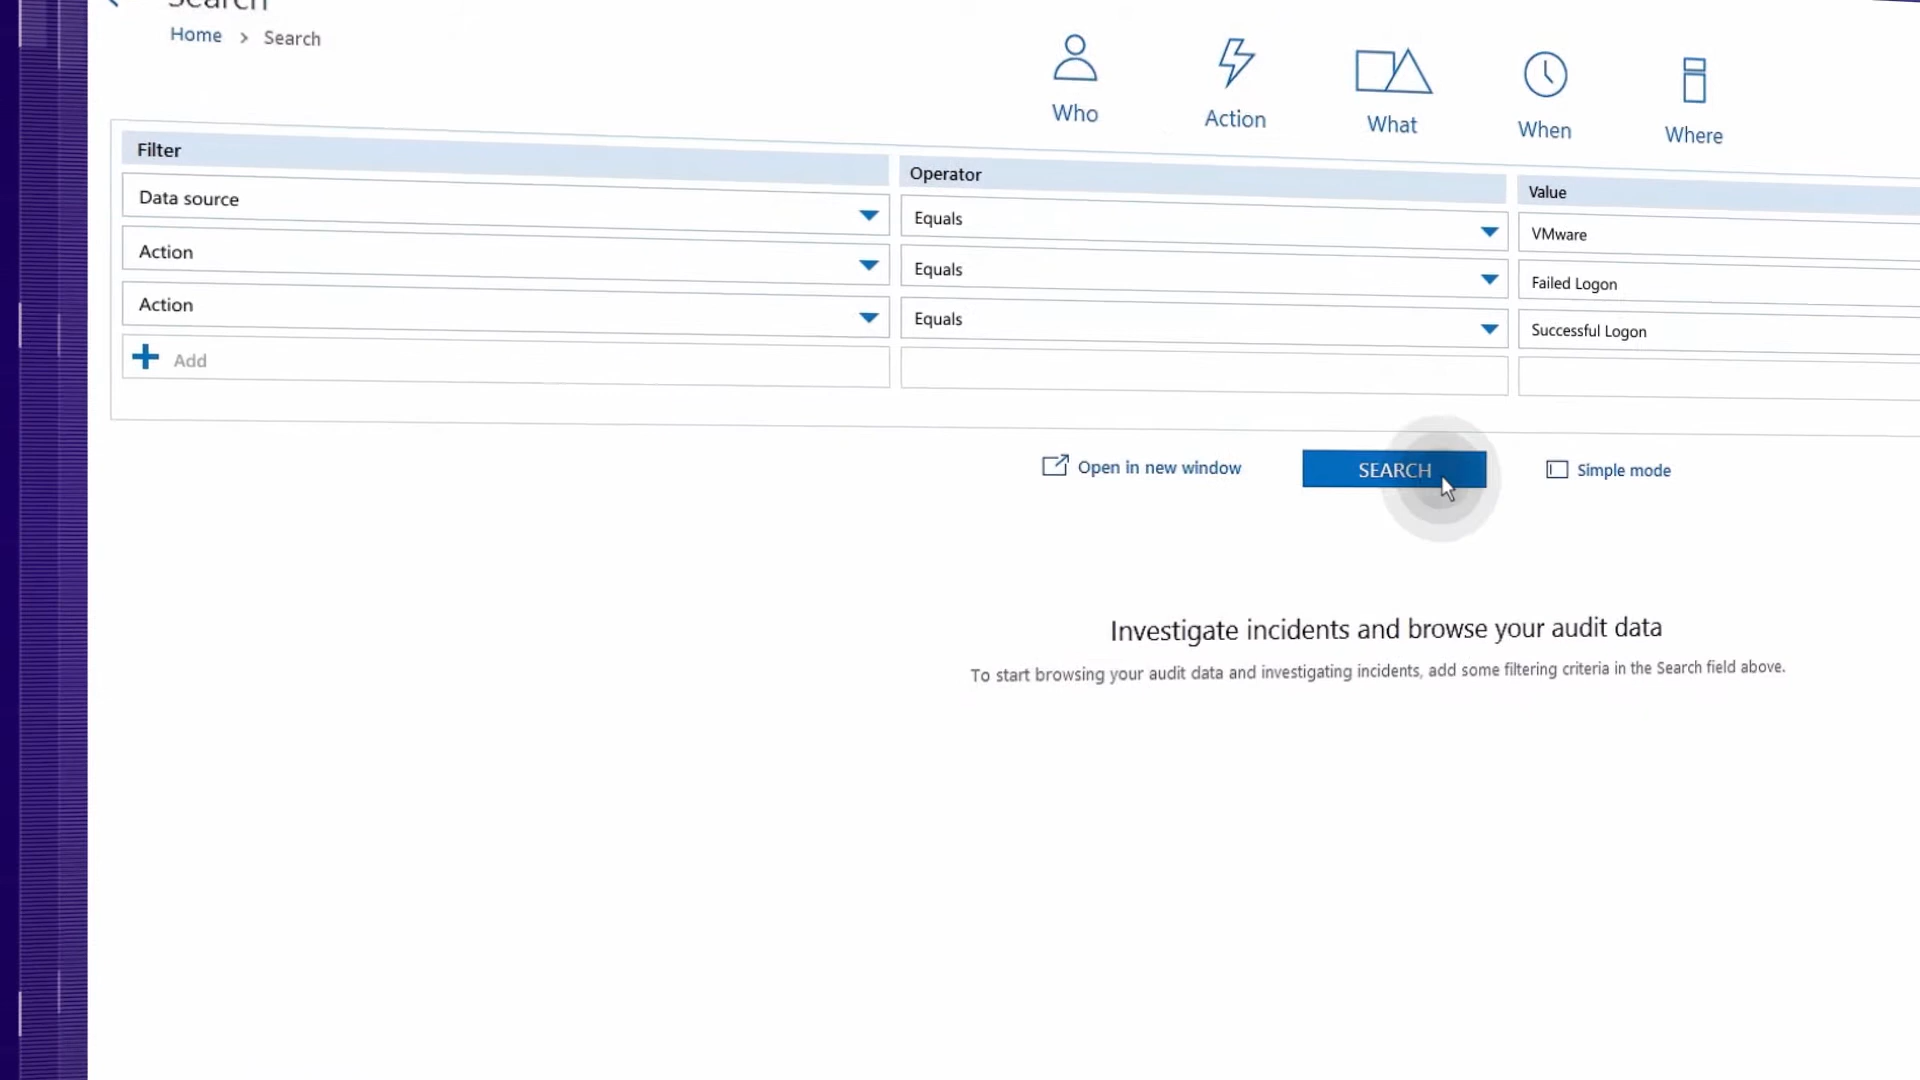 Search
Home > Search
Who
Action
What
When
Where
Filter
Operator
Value
Data source
Equals
VMware
Action
Equals
Failed Logon
Action
Equals
Successful Logon
Add
Open in new window
SEARCH
Simple mode
Investigate incidents and browse your audit data
To start browsing your audit data and investigating incidents, add some filtering criteria in the Search field above.